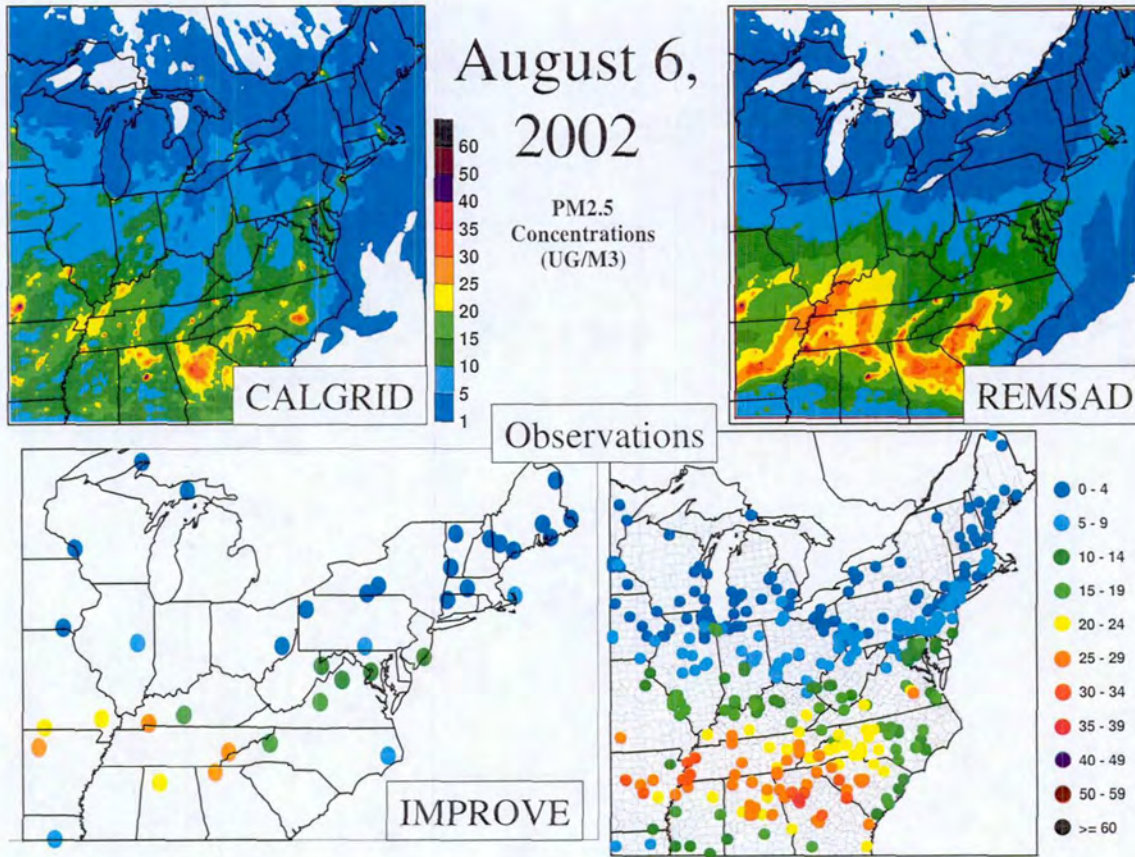 August 6,
2002
PM2.5
Concentrations
(UG/M3)
60
50
40
35
30
25
20
15
10
5
1
CALGRID
REMSAD
Observations
IMPROVE
0 - 4
5 - 9
10 - 14
15 - 19
20 - 24
25 - 29
30 - 34
35 - 39
40 - 49
50 - 59
>= 60